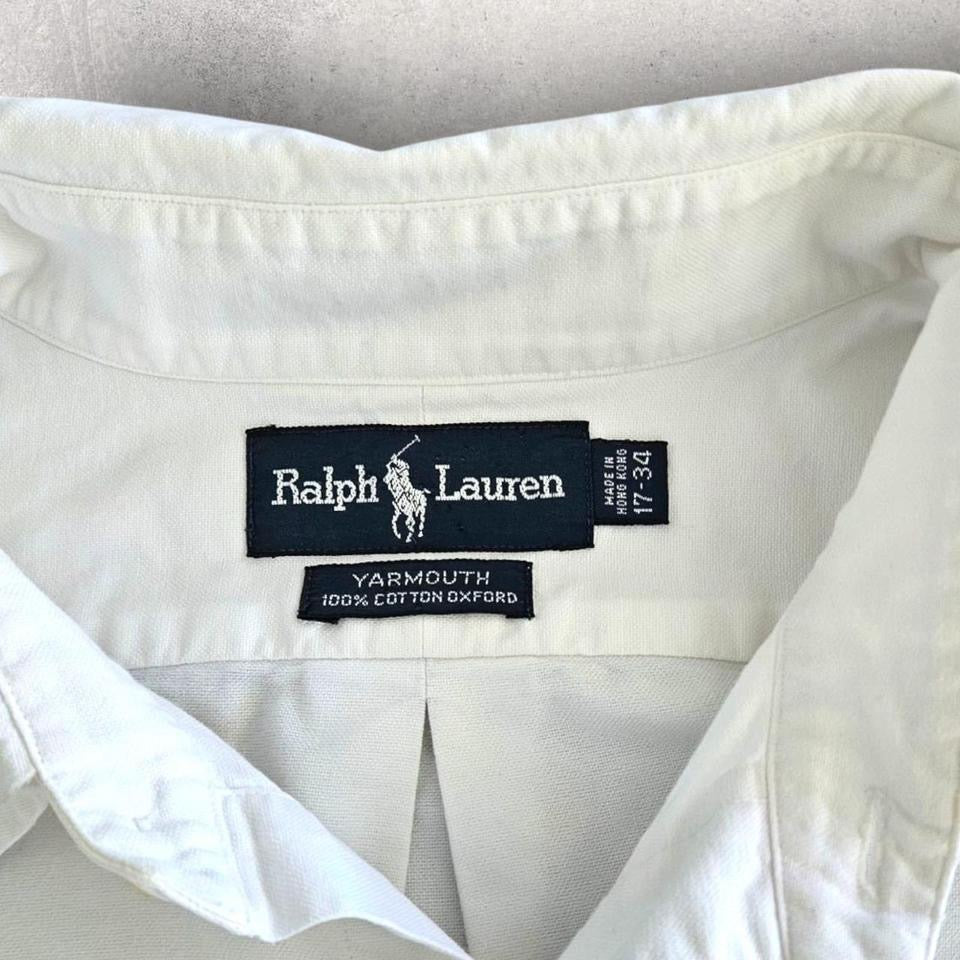 Ralph Lauren
MADE IN
HONG KONG
17-34
YARMOUTH
100% COTTON OXFORD